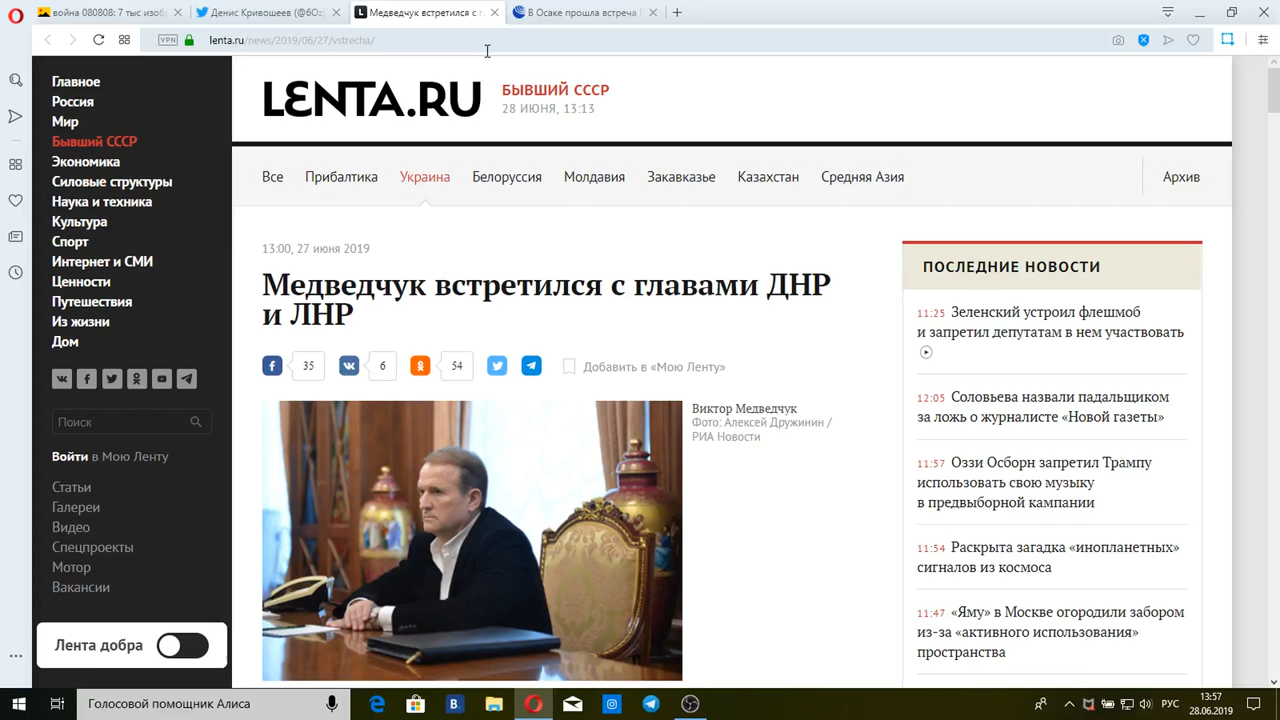 война 080808: 7 тыс изоб
Денис Кривошеев (@6O
Медведчук встретился с г
В Осаке прошла встреча
VPN
lenta.ru/news/2019/06/27/vstrecha/
Главное
Россия
Мир
Бывший СССР
Экономика
Силовые структуры
Наука и техника
Культура
Спорт
Интернет и СМИ
Ценности
Путешествия
Из жизни
Дом
Поиск
Войти в Мою Ленту
Статьи
Галереи
Видео
Спецпроекты
Мотор
Вакансии
Лента добра
LENTA.RU
БЫВШИЙ СССР
28 ИЮНЯ, 13:13
Все Прибалтика Украина Белоруссия Молдавия Закавказье Казахстан Средняя Азия Архив
13:00, 27 июня 2019
Медведчук встретился с главами ДНР
и ЛНР
35 6 54 Добавить в «Мою Ленту»
Виктор Медведчук
Фото: Алексей Дружинин /
РИА Новости
ПОСЛЕДНИЕ НОВОСТИ
11:25 Зеленский устроил флешмоб
и запретил депутатам в нем участвовать
12:05 Соловьева назвали падальщиком
за ложь о журналисте «Новой газеты»
11:57 Оззи Осборн запретил Трампу
использовать свою музыку
в предвыборной кампании
11:54 Раскрыта загадка «инопланетных»
сигналов из космоса
11:47 «Яму» в Москве огородили забором
из-за «активного использования»
пространства
Голосовой помощник Алиса
РУС
13:57
28.06.2019